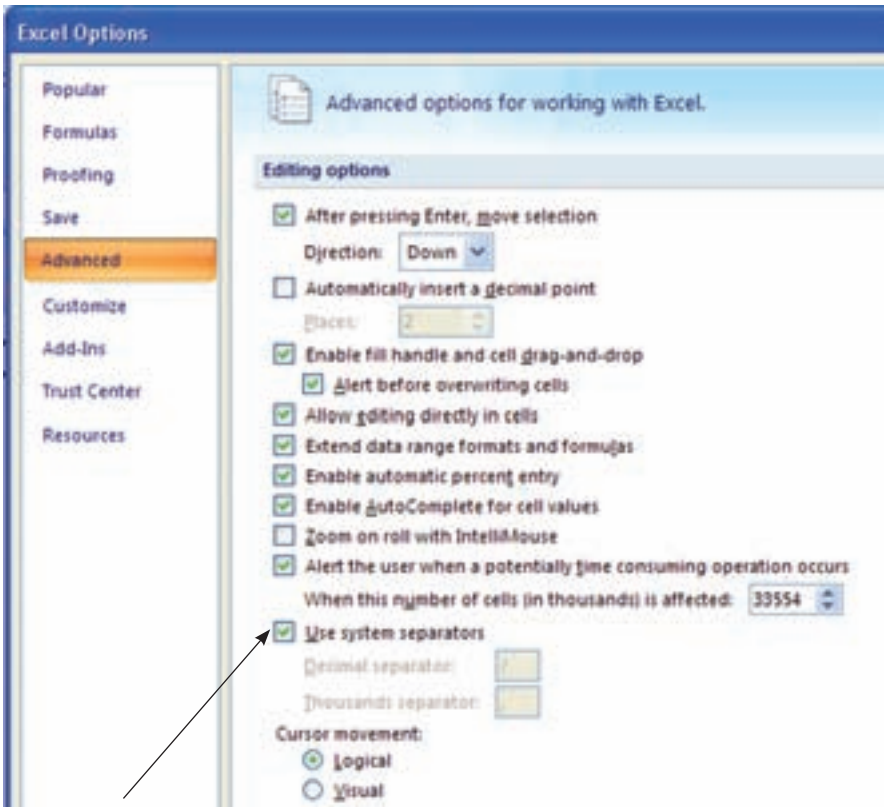 Excel Options
Popular
Formulas
Proofing
Save
Advanced
Customize
Add-Ins
Trust Center
Resources
Advanced options for working with Excel.
Editing options
After pressing Enter, move selection
Direction: Down
Automatically insert a decimal point
Places: 2
Enable fill handle and cell drag-and-drop
Alert before overwriting cells
Allow editing directly in cells
Extend data range formats and formulas
Enable automatic percent entry
Enable AutoComplete for cell values
Zoom on roll with IntelliMouse
Alert the user when a potentially time consuming operation occurs
When this number of cells (in thousands) is affected: 33554
Use system separators
Decimal separator:
Thousands separator:
Cursor movement:
Logical
Visual